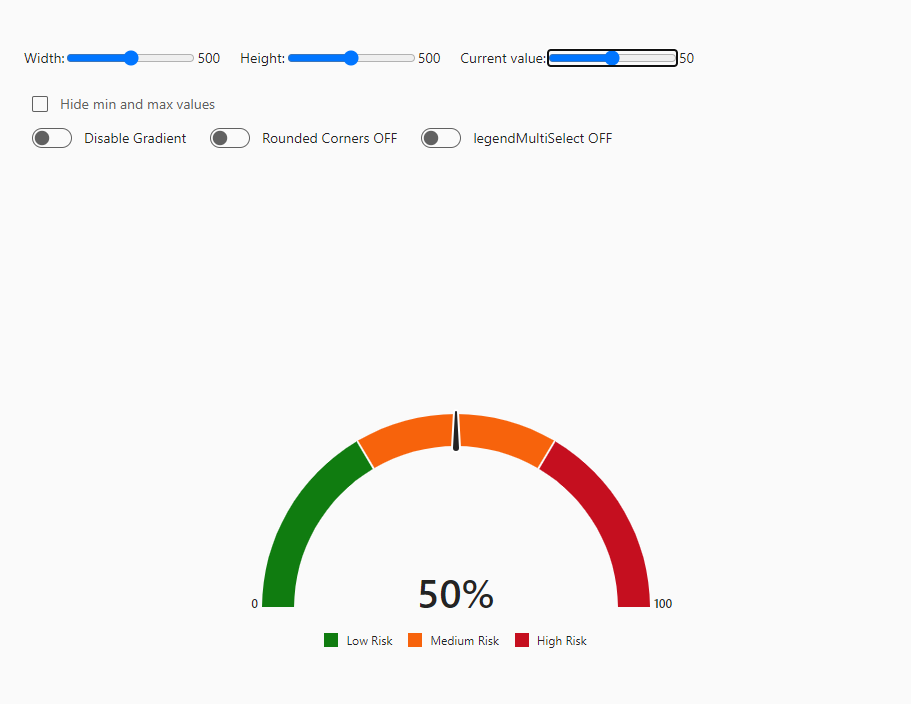 Width: 500 Height: 500 Current value: 50
Hide min and max values
Disable Gradient Rounded Corners OFF legendMultiSelect OFF
50%
0 100
Low Risk Medium Risk High Risk